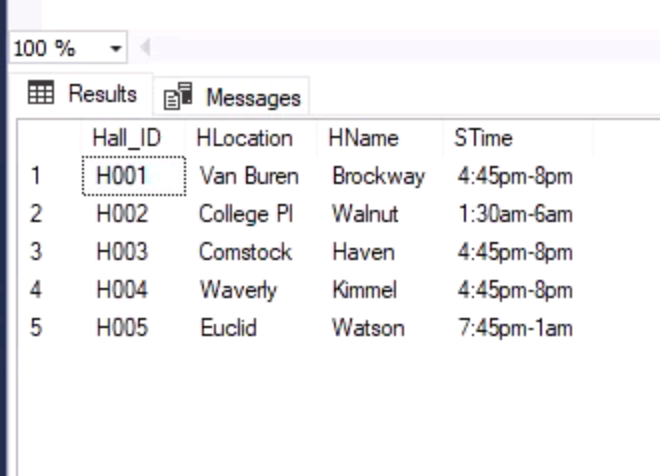 100 %
Results Messages
Hall_ID HLocation HName STime
1 H001 Van Buren Brockway 4:45pm-8pm
2 H002 College Pl Walnut 1:30am-6am
3 H003 Comstock Haven 4:45pm-8pm
4 H004 Waverly Kimmel 4:45pm-8pm
5 H005 Euclid Watson 7:45pm-1am